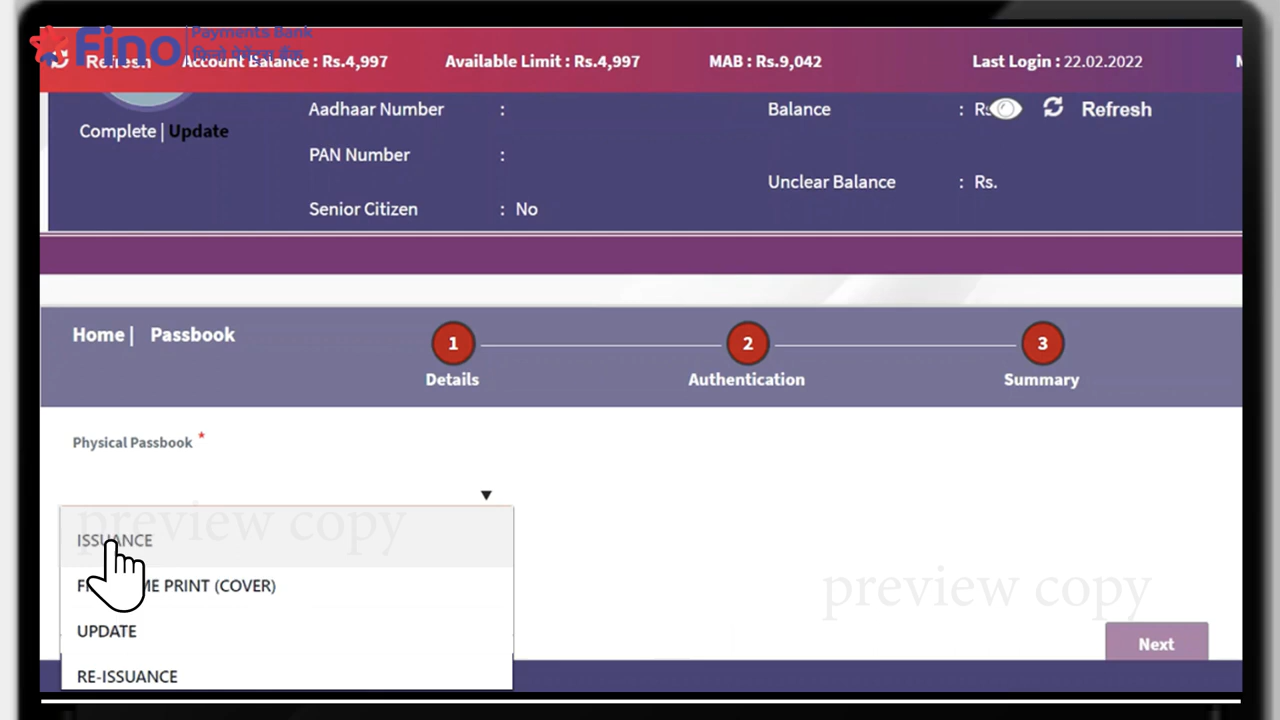 Fino Payments Bank
फिनो पेमेंट्स बैंक
Refresh Account Balance : Rs.4,997 Available Limit : Rs.4,997 MAB : Rs.9,042 Last Login : 22.02.2022
Complete | Update
Aadhaar Number : Balance : Rs Refresh
PAN Number :
Unclear Balance : Rs.
Senior Citizen : No
Home | Passbook
1 2 3
Details Authentication Summary
Physical Passbook *
preview copy
ISSUANCE
PRINT (COVER)
preview copy
UPDATE
Next
RE-ISSUANCE